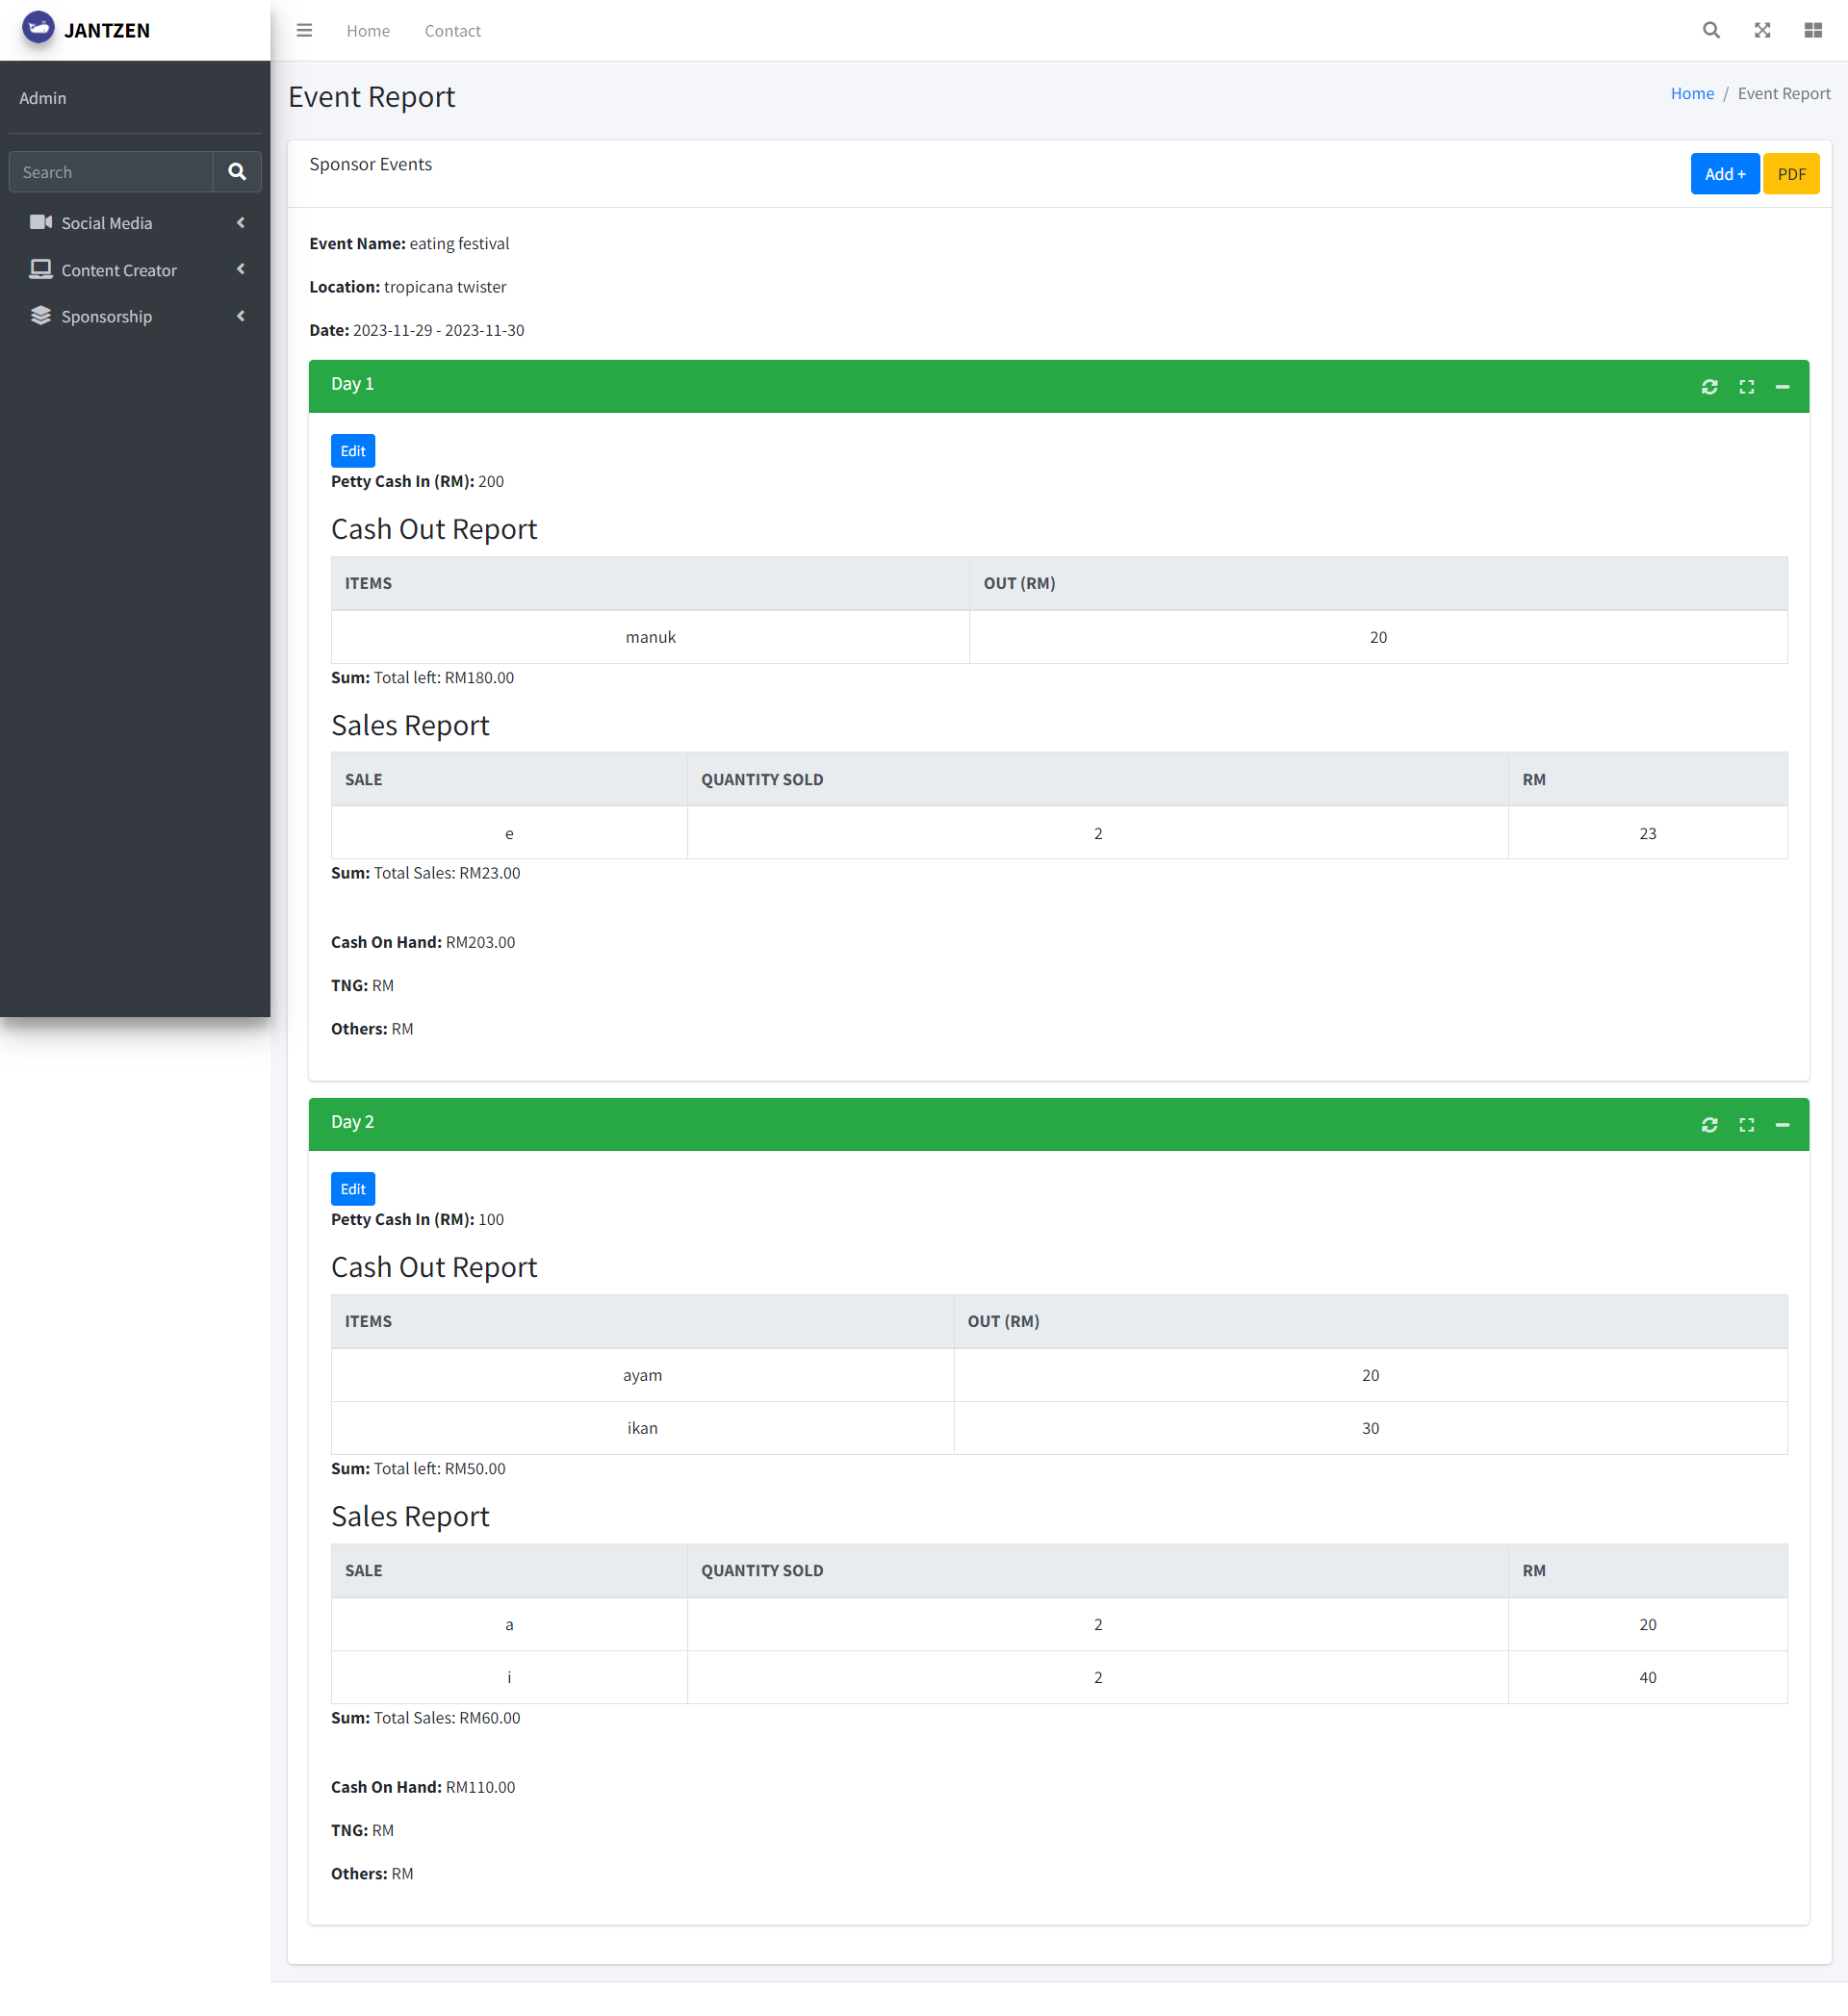 JANTZEN
Home Contact
Admin
Search
Social Media
Content Creator
Sponsorship
Event Report
Home / Event Report
Sponsor Events
Add + PDF
Event Name: eating festival
Location: tropicana twister
Date: 2023-11-29 - 2023-11-30
Day 1
Edit
Petty Cash In (RM): 200
Cash Out Report
ITEMS OUT (RM)
manuk 20
Sum: Total left: RM180.00
Sales Report
SALE QUANTITY SOLD RM
e 2 23
Sum: Total Sales: RM23.00
Cash On Hand: RM203.00
TNG: RM
Others: RM
Day 2
Edit
Petty Cash In (RM): 100
Cash Out Report
ITEMS OUT (RM)
ayam 20
ikan 30
Sum: Total left: RM50.00
Sales Report
SALE QUANTITY SOLD RM
a 2 20
i 2 40
Sum: Total Sales: RM60.00
Cash On Hand: RM110.00
TNG: RM
Others: RM